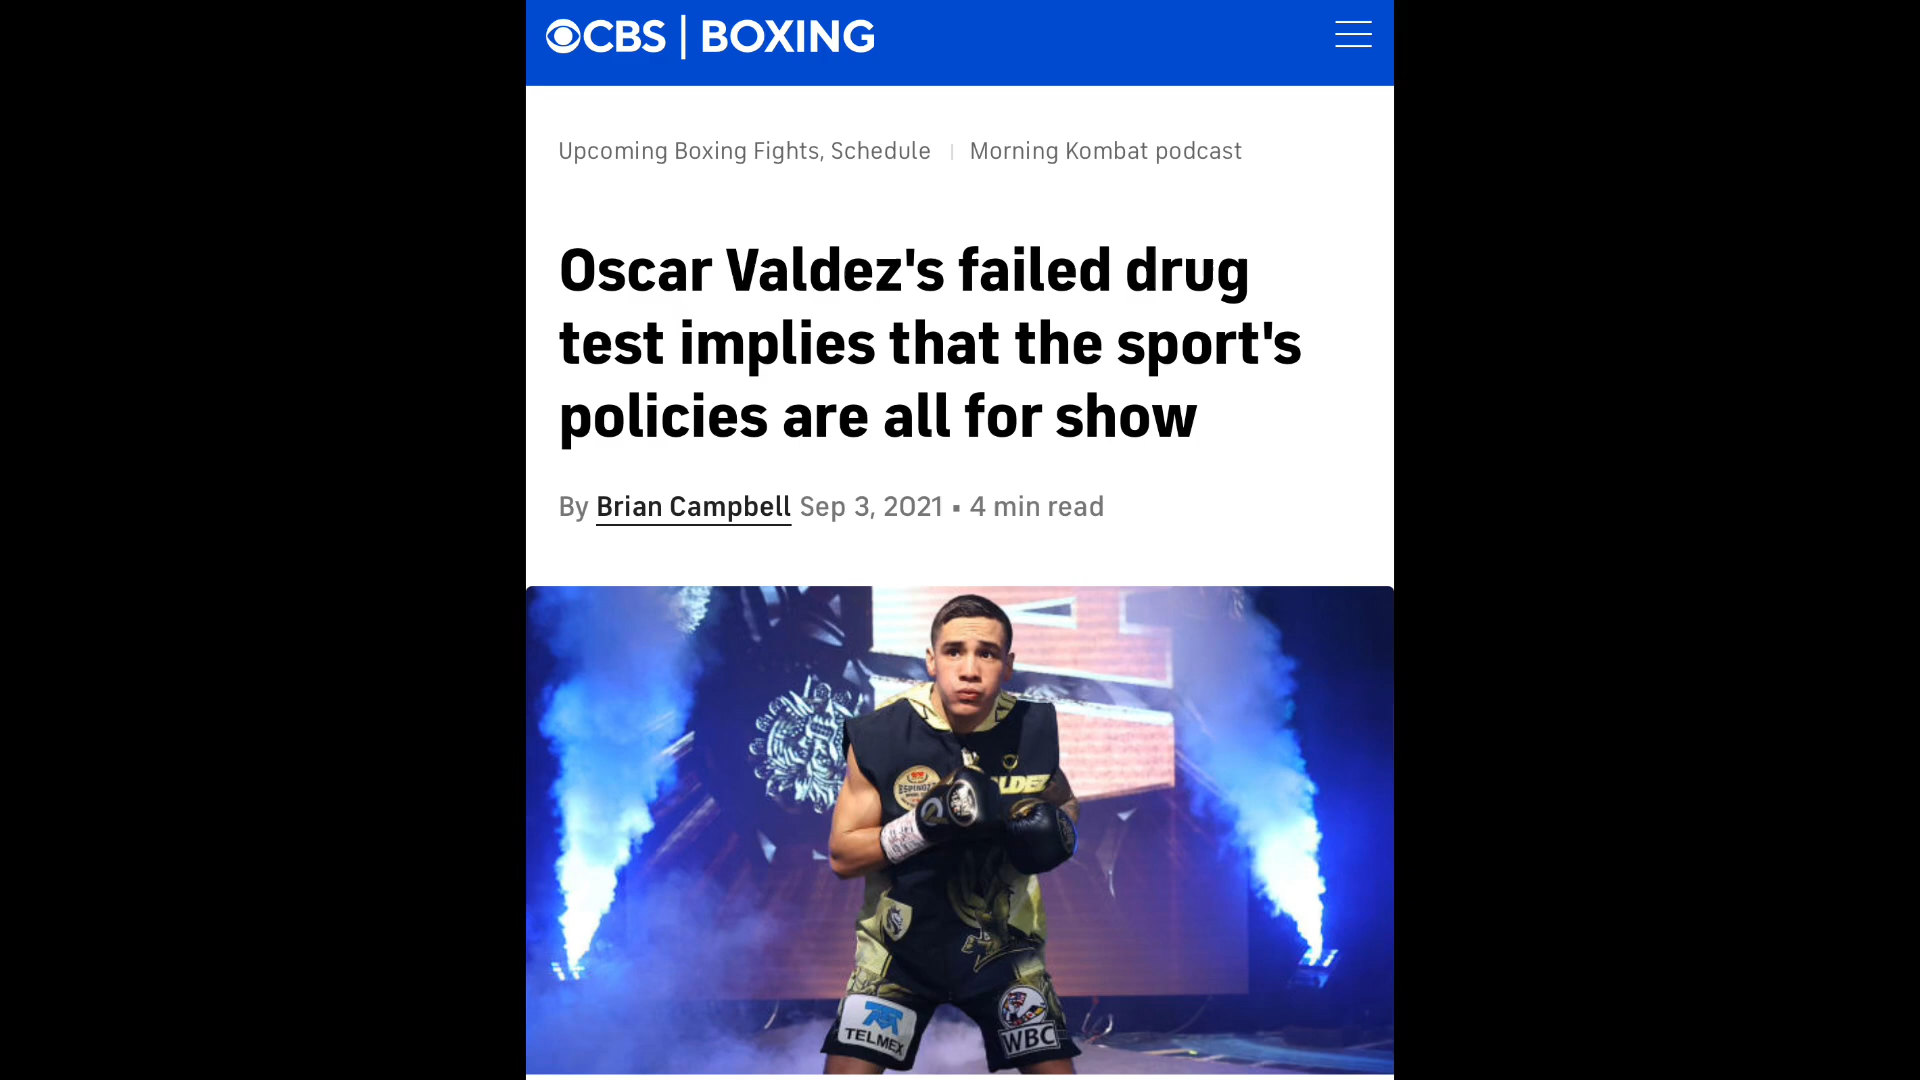 CBS | BOXING
Upcoming Boxing Fights, Schedule | Morning Kombat podcast
Oscar Valdez's failed drug
test implies that the sport's
policies are all for show
By Brian Campbell Sep 3, 2021 ▪ 4 min read
ALDEZ
TELMEX
WBC